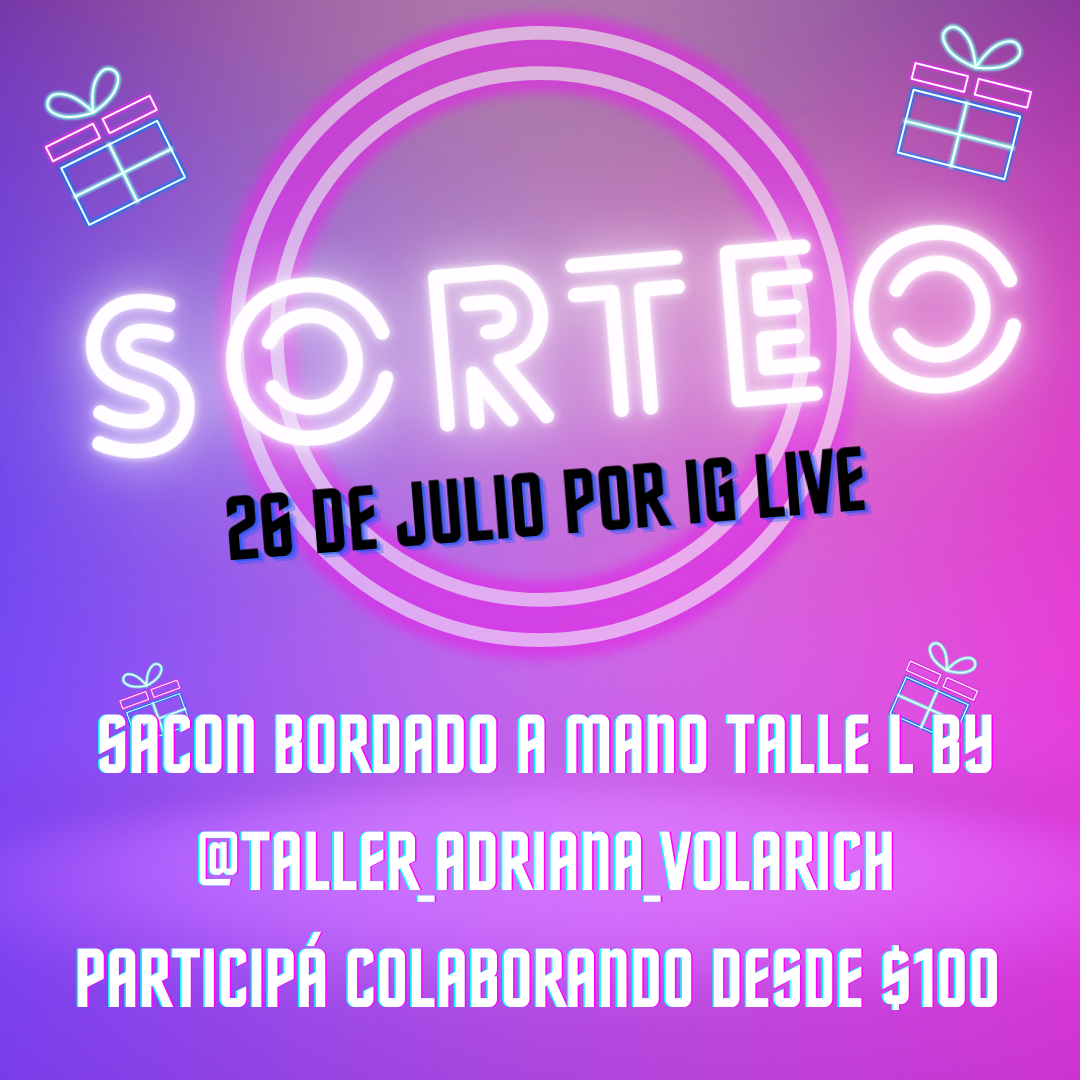 SORTEO
26 DE JULIO POR IG LIVE
SACON BORDADO A MANO TALLE L BY
@TALLER_ADRIANA_VOLARICH
PARTICIPÁ COLABORANDO DESDE $100